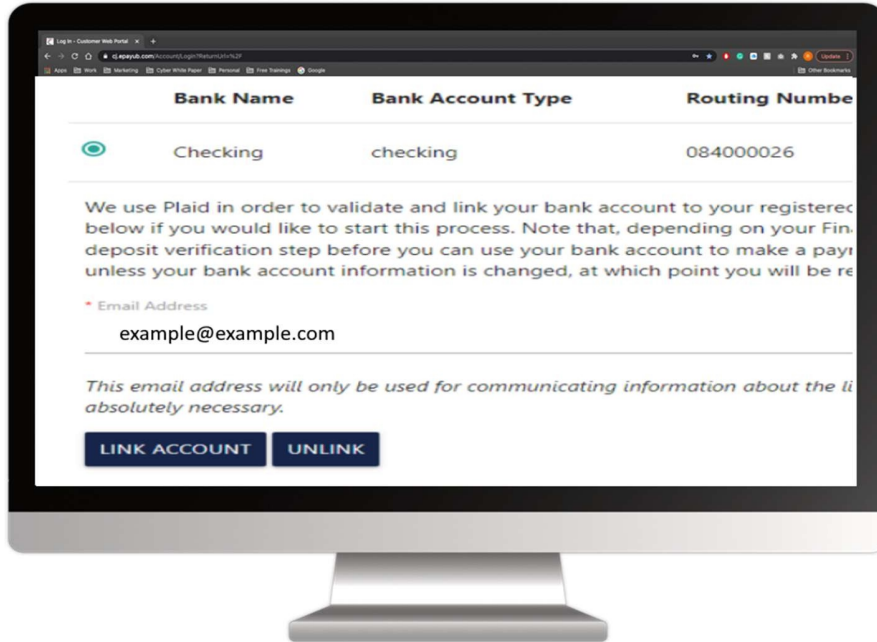 Log In - Customer Web Portal
cj.epayub.com/Account/Login?ReturnUrl=%2F
Update
Apps Work Marketing Cyber White Paper Personal Free Trainings Google Other Bookmarks
Bank Name Bank Account Type Routing Numbe
Checking checking 084000026
We use Plaid in order to validate and link your bank account to your registered
below if you would like to start this process. Note that, depending on your Fin
deposit verification step before you can use your bank account to make a payr
unless your bank account information is changed, at which point you will be re
* Email Address
example@example.com
This email address will only be used for communicating information about the li
absolutely necessary.
LINK ACCOUNT UNLINK